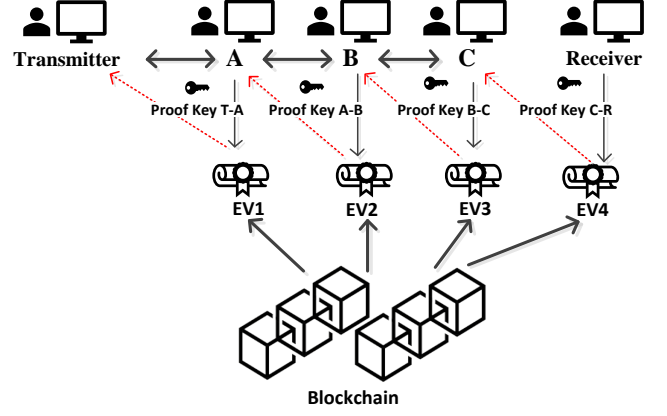 Transmitter
A
B
C
Receiver
Proof Key T-A
Proof Key A-B
Proof Key B-C
Proof Key C-R
EV1
EV2
EV3
EV4
Blockchain